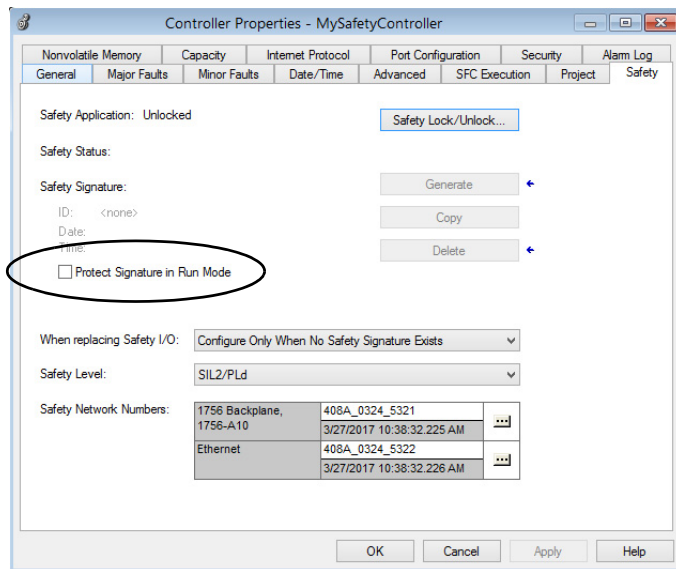 Controller Properties - MySafetyController
Nonvolatile Memory Capacity Internet Protocol Port Configuration Security Alarm Log
General Major Faults Minor Faults Date/Time Advanced SFC Execution Project Safety
Safety Application: Unlocked Safety Lock/Unlock...
Safety Status:
Safety Signature: Generate
ID: <none> Copy
Date:
Time: Delete
Protect Signature in Run Mode
When replacing Safety I/O: Configure Only When No Safety Signature Exists
Safety Level: SIL2/PLd
Safety Network Numbers: 1756 Backplane, 408A_0324_5321 ...
1756-A10 3/27/2017 10:38:32.225 AM
Ethernet 408A_0324_5322 ...
3/27/2017 10:38:32.226 AM
OK Cancel Apply Help